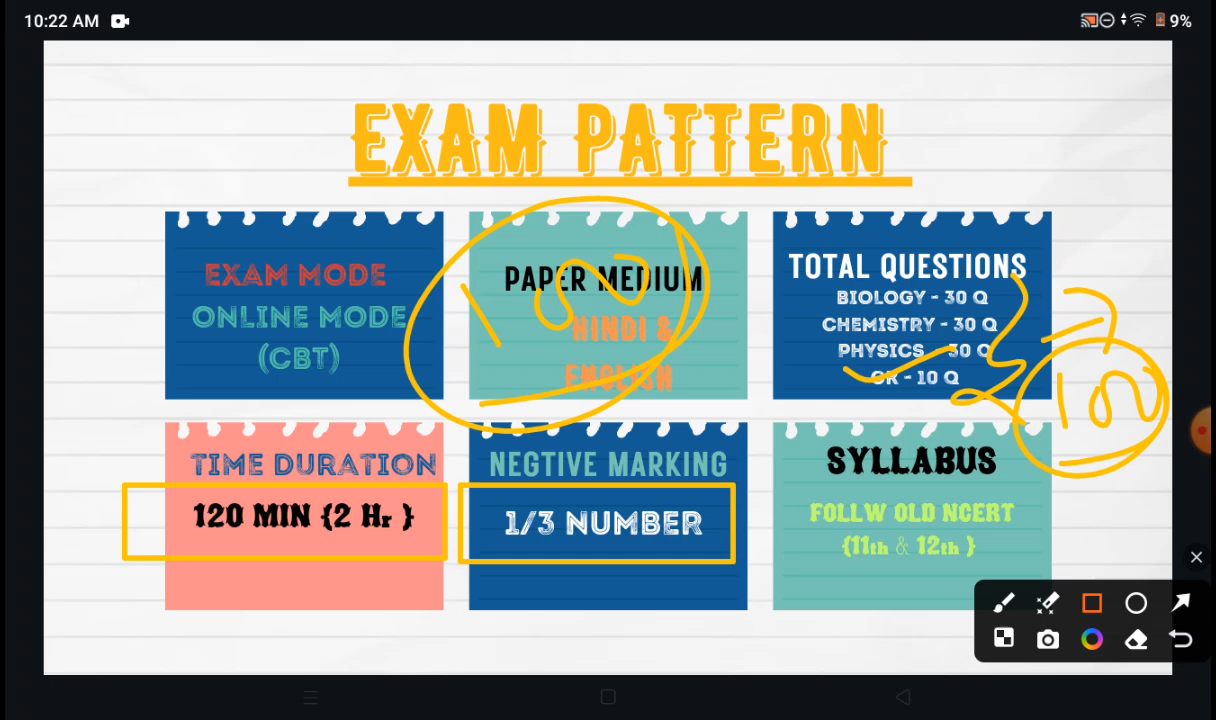 10:22 AM
9%
EXAM PATTERN
EXAM MODE
ONLINE MODE
(CBT)
PAPER MEDIUM
HINDI &
ENGLISH
TOTAL QUESTIONS
BIOLOGY - 30 Q
CHEMISTRY - 30 Q
PHYSICS - 30 Q
GK - 10 Q
100
100
TIME DURATION
120 MIN {2 Hr }
NEGTIVE MARKING
1/3 NUMBER
SYLLABUS
FOLLW OLD NCERT
{11th & 12th }